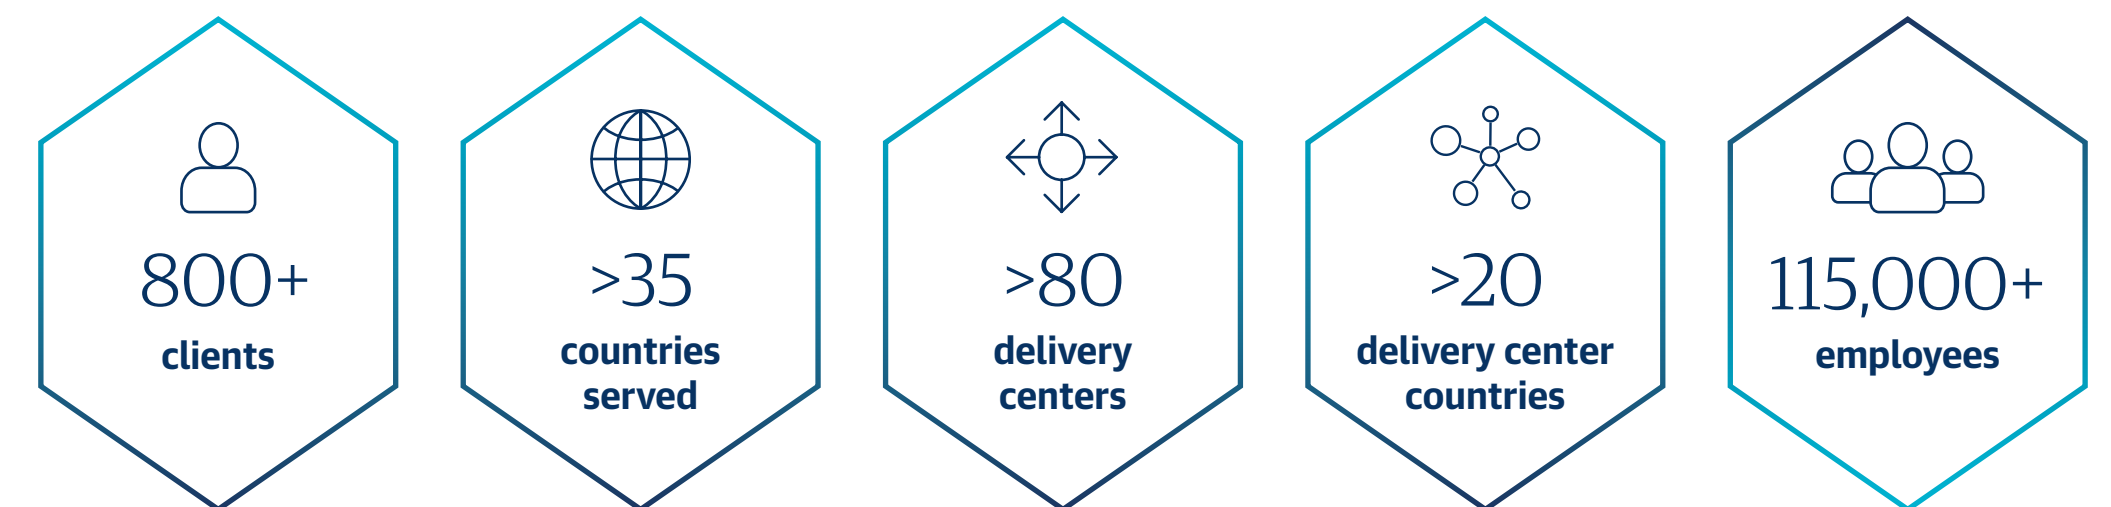 800+
clients
>35
countries
served
>80
delivery
centers
>20
delivery center
countries
115,000+
employees